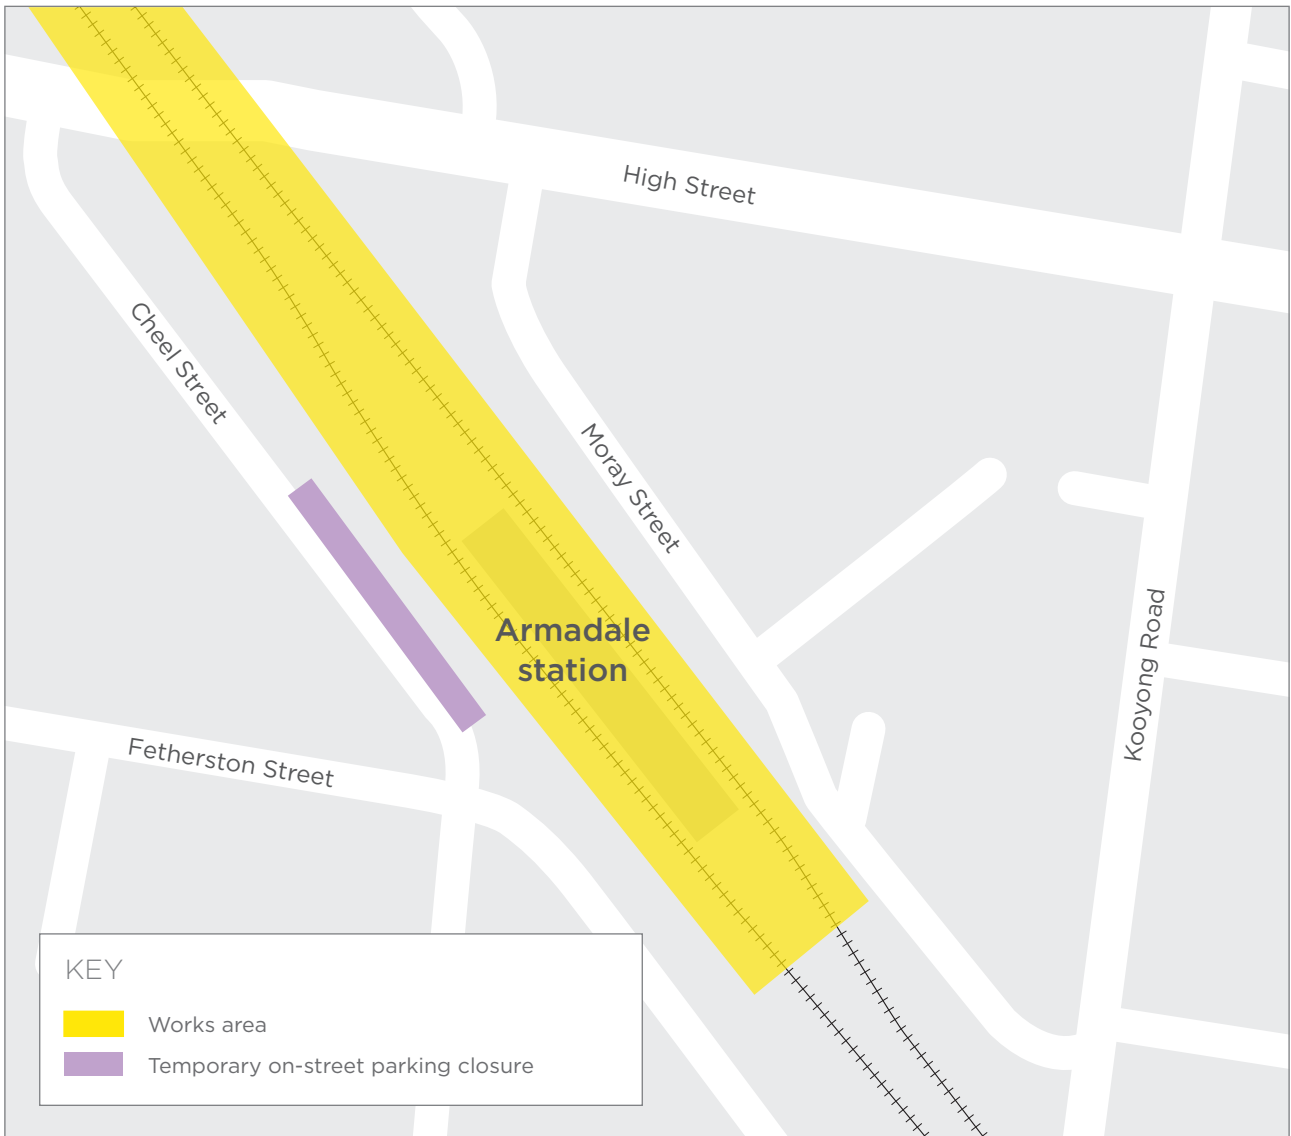 High Street
Cheel Street
Moray Street
Armadale
station
Kooyong Road
Fetherston Street
KEY
Works area
Temporary on-street parking closure